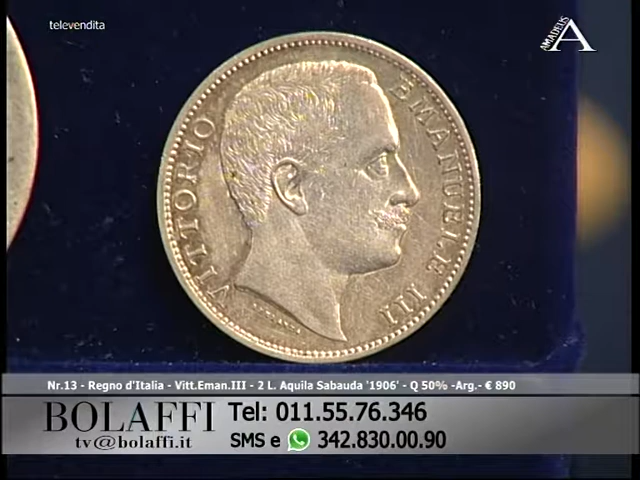 televendita
AMADEUS
A
VITTORIO EMANUELE III
Nr.13 - Regno d'Italia - Vitt.Eman.III - 2 L. Aquila Sabauda '1906' - Q 50% -Arg.- € 890
BOLAFFI
tv@bolaffi.it
Tel: 011.55.76.346
SMS e 342.830.00.90